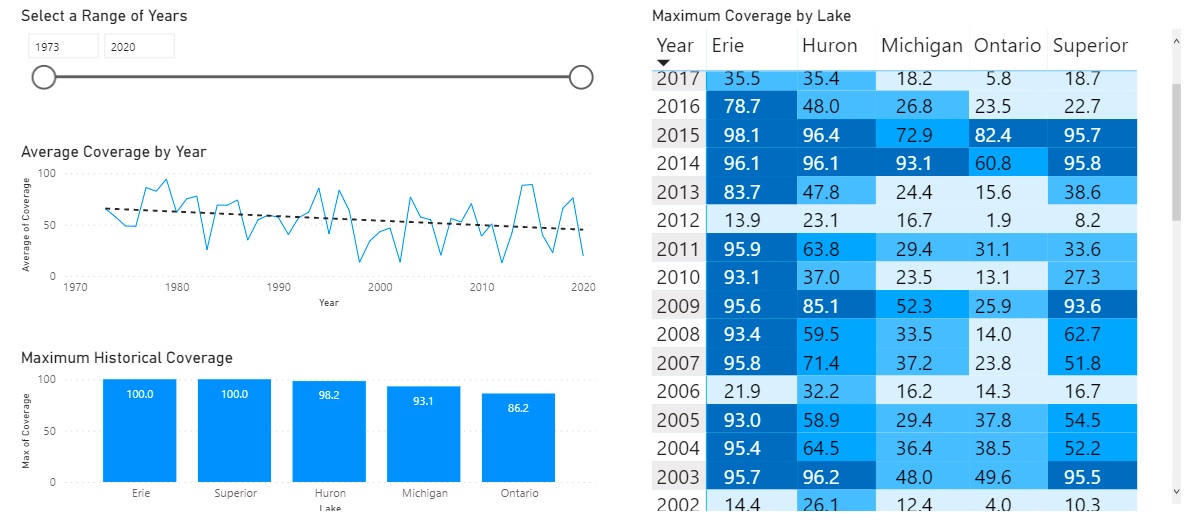 Select a Range of Years
1973 2020
Average Coverage by Year
Average of Coverage
100
50
0
1970 1980 1990 2000 2010 2020
Year
Maximum Historical Coverage
Max of Coverage
100
50
0
100.0 100.0 98.2 93.1 86.2
Erie Superior Huron Michigan Ontario
Lake
Maximum Coverage by Lake
Year Erie Huron Michigan Ontario Superior
2017 35.5 35.4 18.2 5.8 18.7
2016 78.7 48.0 26.8 23.5 22.7
2015 98.1 96.4 72.9 82.4 95.7
2014 96.1 96.1 93.1 60.8 95.8
2013 83.7 47.8 24.4 15.6 38.6
2012 13.9 23.1 16.7 1.9 8.2
2011 95.9 63.8 29.4 31.1 33.6
2010 93.1 37.0 23.5 13.1 27.3
2009 95.6 85.1 52.3 25.9 93.6
2008 93.4 59.5 33.5 14.0 62.7
2007 95.8 71.4 37.2 23.8 51.8
2006 21.9 32.2 16.2 14.3 16.7
2005 93.0 58.9 29.4 37.8 54.5
2004 95.4 64.5 36.4 38.5 52.2
2003 95.7 96.2 48.0 49.6 95.5
2002 14.4 26.1 12.4 4.0 10.3